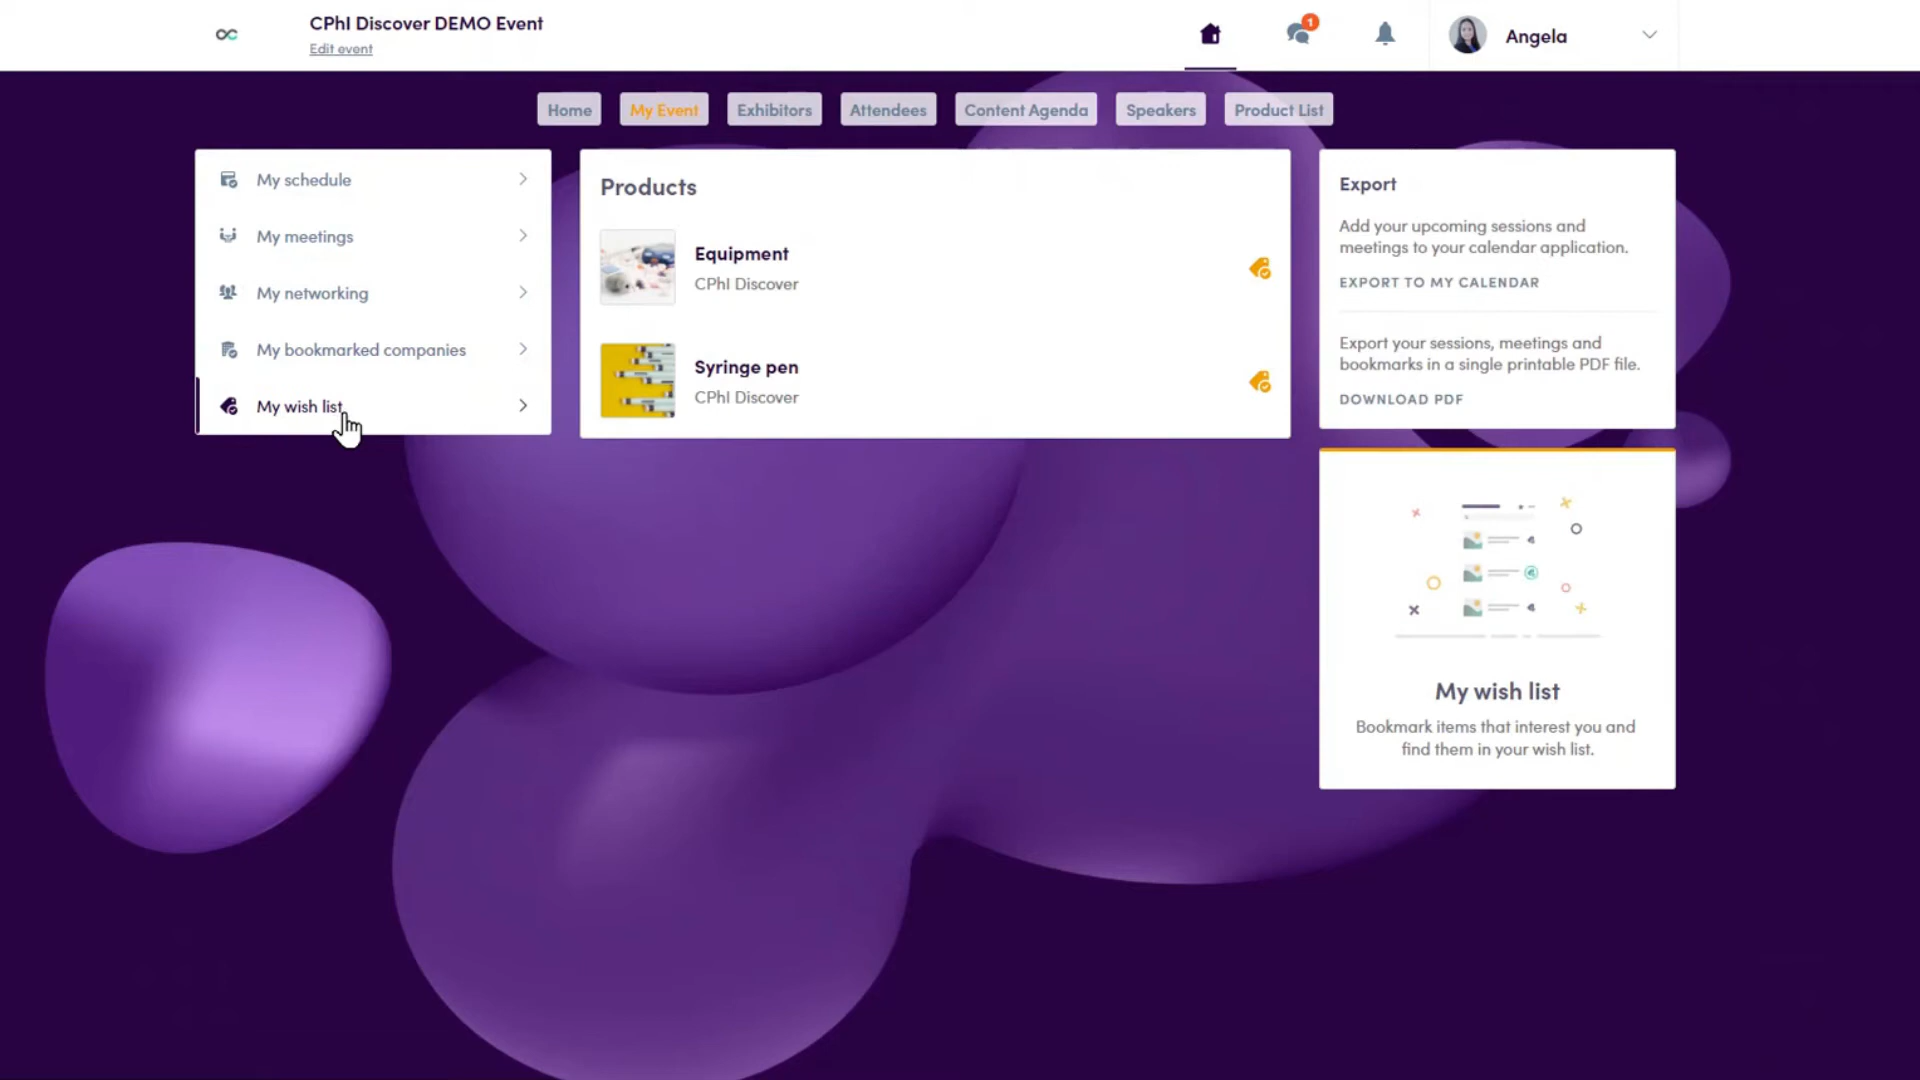 CPhI Discover DEMO Event
Edit event
1
Angela
Home
My Event
Exhibitors
Attendees
Content Agenda
Speakers
Product List
My schedule
My meetings
My networking
My bookmarked companies
My wish list
Products
Equipment
CPhI Discover
Syringe pen
CPhI Discover
Export
Add your upcoming sessions and
meetings to your calendar application.
EXPORT TO MY CALENDAR
Export your sessions, meetings and
bookmarks in a single printable PDF file.
DOWNLOAD PDF
My wish list
Bookmark items that interest you and
find them in your wish list.